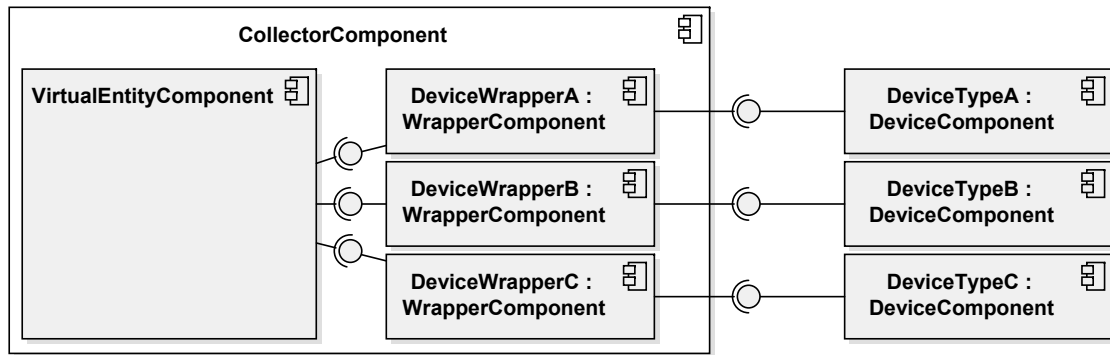 CollectorComponent
VirtualEntityComponent
DeviceWrapperA :
WrapperComponent
DeviceTypeA :
DeviceComponent
DeviceWrapperB :
WrapperComponent
DeviceTypeB :
DeviceComponent
DeviceWrapperC :
WrapperComponent
DeviceTypeC :
DeviceComponent